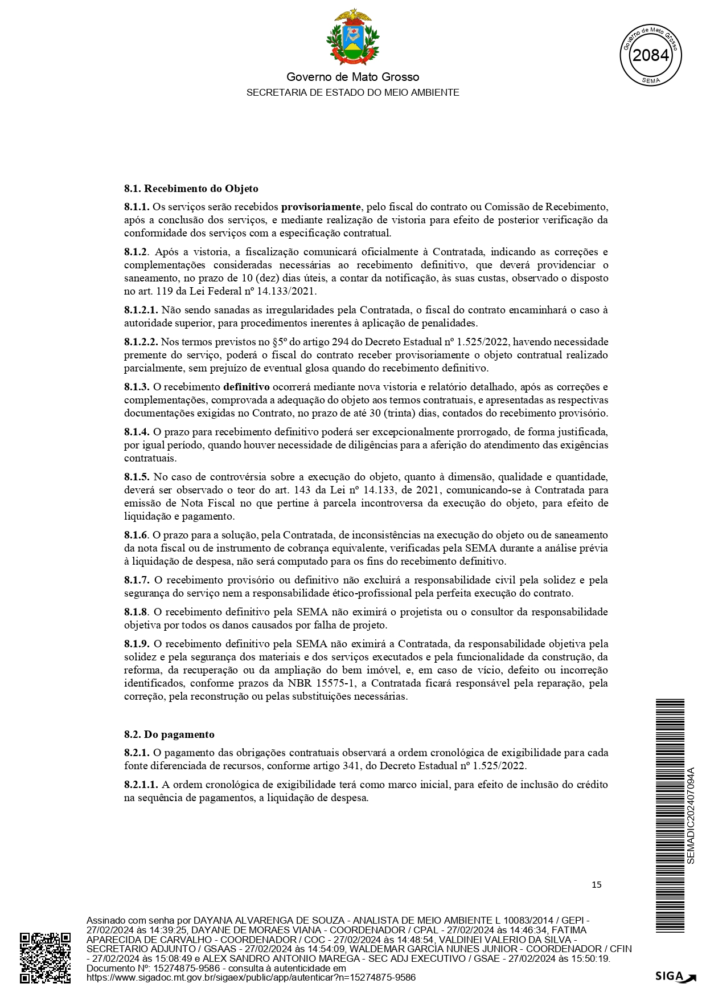 Governo de Mato Grosso
SECRETARIA DE ESTADO DO MEIO AMBIENTE
Governo de Mato Grosso
2084
SEMA
8.1. Recebimento do Objeto
8.1.1. Os serviços serão recebidos provisoriamente, pelo fiscal do contrato ou Comissão de Recebimento,
após a conclusão dos serviços, e mediante realização de vistoria para efeito de posterior verificação da
conformidade dos serviços com a especificação contratual.
8.1.2. Após a vistoria, a fiscalização comunicará oficialmente à Contratada, indicando as correções e
complementações consideradas necessárias ao recebimento definitivo, que deverá providenciar o
saneamento, no prazo de 10 (dez) dias úteis, a contar da notificação, às suas custas, observado o disposto
no art. 119 da Lei Federal nº 14.133/2021.
8.1.2.1. Não sendo sanadas as irregularidades pela Contratada, o fiscal do contrato encaminhará o caso à
autoridade superior, para procedimentos inerentes à aplicação de penalidades.
8.1.2.2. Nos termos previstos no §5º do artigo 294 do Decreto Estadual nº 1.525/2022, havendo necessidade
premente do serviço, poderá o fiscal do contrato receber provisoriamente o objeto contratual realizado
parcialmente, sem prejuízo de eventual glosa quando do recebimento definitivo.
8.1.3. O recebimento definitivo ocorrerá mediante nova vistoria e relatório detalhado, após as correções e
complementações, comprovada a adequação do objeto aos termos contratuais, e apresentadas as respectivas
documentações exigidas no Contrato, no prazo de até 30 (trinta) dias, contados do recebimento provisório.
8.1.4. O prazo para recebimento definitivo poderá ser excepcionalmente prorrogado, de forma justificada,
por igual período, quando houver necessidade de diligências para a aferição do atendimento das exigências
contratuais.
8.1.5. No caso de controvérsia sobre a execução do objeto, quanto à dimensão, qualidade e quantidade,
deverá ser observado o teor do art. 143 da Lei nº 14.133, de 2021, comunicando-se à Contratada para
emissão de Nota Fiscal no que pertine à parcela incontroversa da execução do objeto, para efeito de
liquidação e pagamento.
8.1.6. O prazo para a solução, pela Contratada, de inconsistências na execução do objeto ou de saneamento
da nota fiscal ou de instrumento de cobrança equivalente, verificadas pela SEMA durante a análise prévia
à liquidação de despesa, não será computado para os fins do recebimento definitivo.
8.1.7. O recebimento provisório ou definitivo não excluirá a responsabilidade civil pela solidez e pela
segurança do serviço nem a responsabilidade ético-profissional pela perfeita execução do contrato.
8.1.8. O recebimento definitivo pela SEMA não eximirá o projetista ou o consultor da responsabilidade
objetiva por todos os danos causados por falha de projeto.
8.1.9. O recebimento definitivo pela SEMA não eximirá a Contratada, da responsabilidade objetiva pela
solidez e pela segurança dos materiais e dos serviços executados e pela funcionalidade da construção, da
reforma, da recuperação ou da ampliação do bem imóvel, e, em caso de vício, defeito ou incorreção
identificados, conforme prazos da NBR 15575-1, a Contratada ficará responsável pela reparação, pela
correção, pela reconstrução ou pelas substituições necessárias.
8.2. Do pagamento
8.2.1. O pagamento das obrigações contratuais observará a ordem cronológica de exigibilidade para cada
fonte diferenciada de recursos, conforme artigo 341, do Decreto Estadual nº 1.525/2022.
8.2.1.1. A ordem cronológica de exigibilidade terá como marco inicial, para efeito de inclusão do crédito
na sequência de pagamentos, a liquidação de despesa.
SEMADIC202407094A
15
Assinado com senha por DAYANA ALVARENGA DE SOUZA - ANALISTA DE MEIO AMBIENTE L 10083/2014 / GEPI -
27/02/2024 às 14:39:25, DAYANE DE MORAES VIANA - COORDENADOR / CPAL - 27/02/2024 às 14:46:34, FATIMA
APARECIDA DE CARVALHO - COORDENADOR / COC - 27/02/2024 às 14:48:54, VALDINEI VALERIO DA SILVA -
SECRETARIO ADJUNTO / GSAAS - 27/02/2024 às 14:54:09, WALDEMAR GARCIA NUNES JUNIOR - COORDENADOR / CFIN
- 27/02/2024 às 15:08:49 e ALEX SANDRO ANTONIO MAREGA - SEC ADJ EXECUTIVO / GSAE - 27/02/2024 às 15:50:19.
Documento Nº: 15274875-9586 - consulta à autenticidade em
https://www.sigadoc.mt.gov.br/sigaex/public/app/autenticar?n=15274875-9586
SIGA